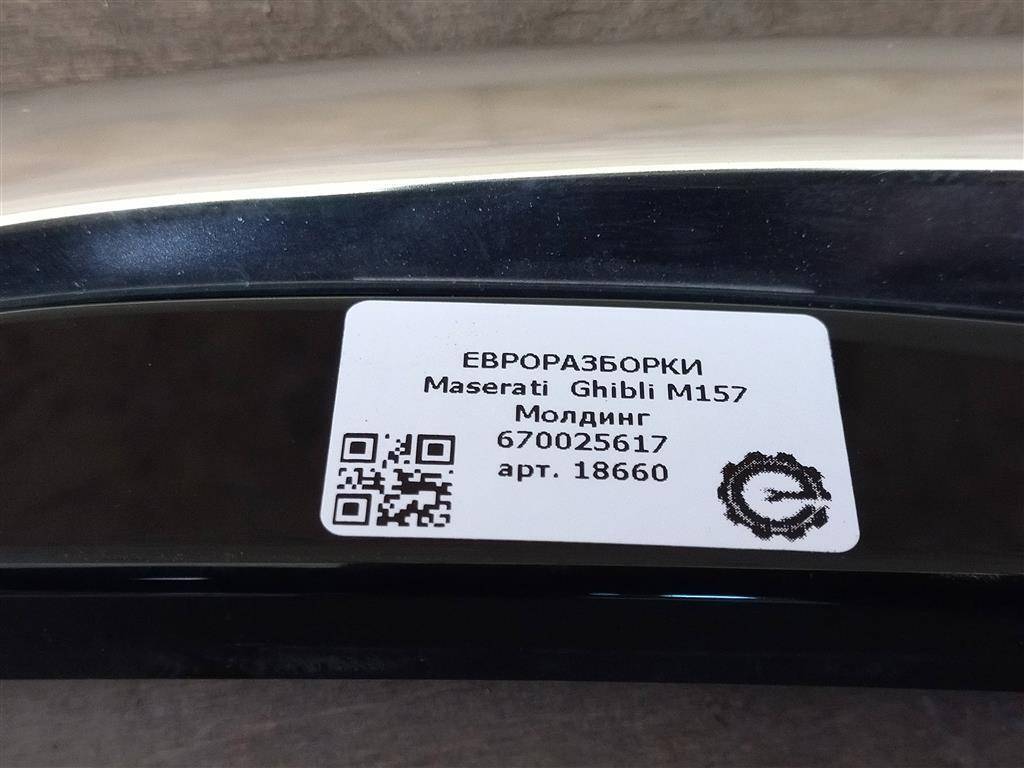 ЕВРОРАЗБОРКИ
Maserati Ghibli M157
Молдинг
670025617
арт. 18660